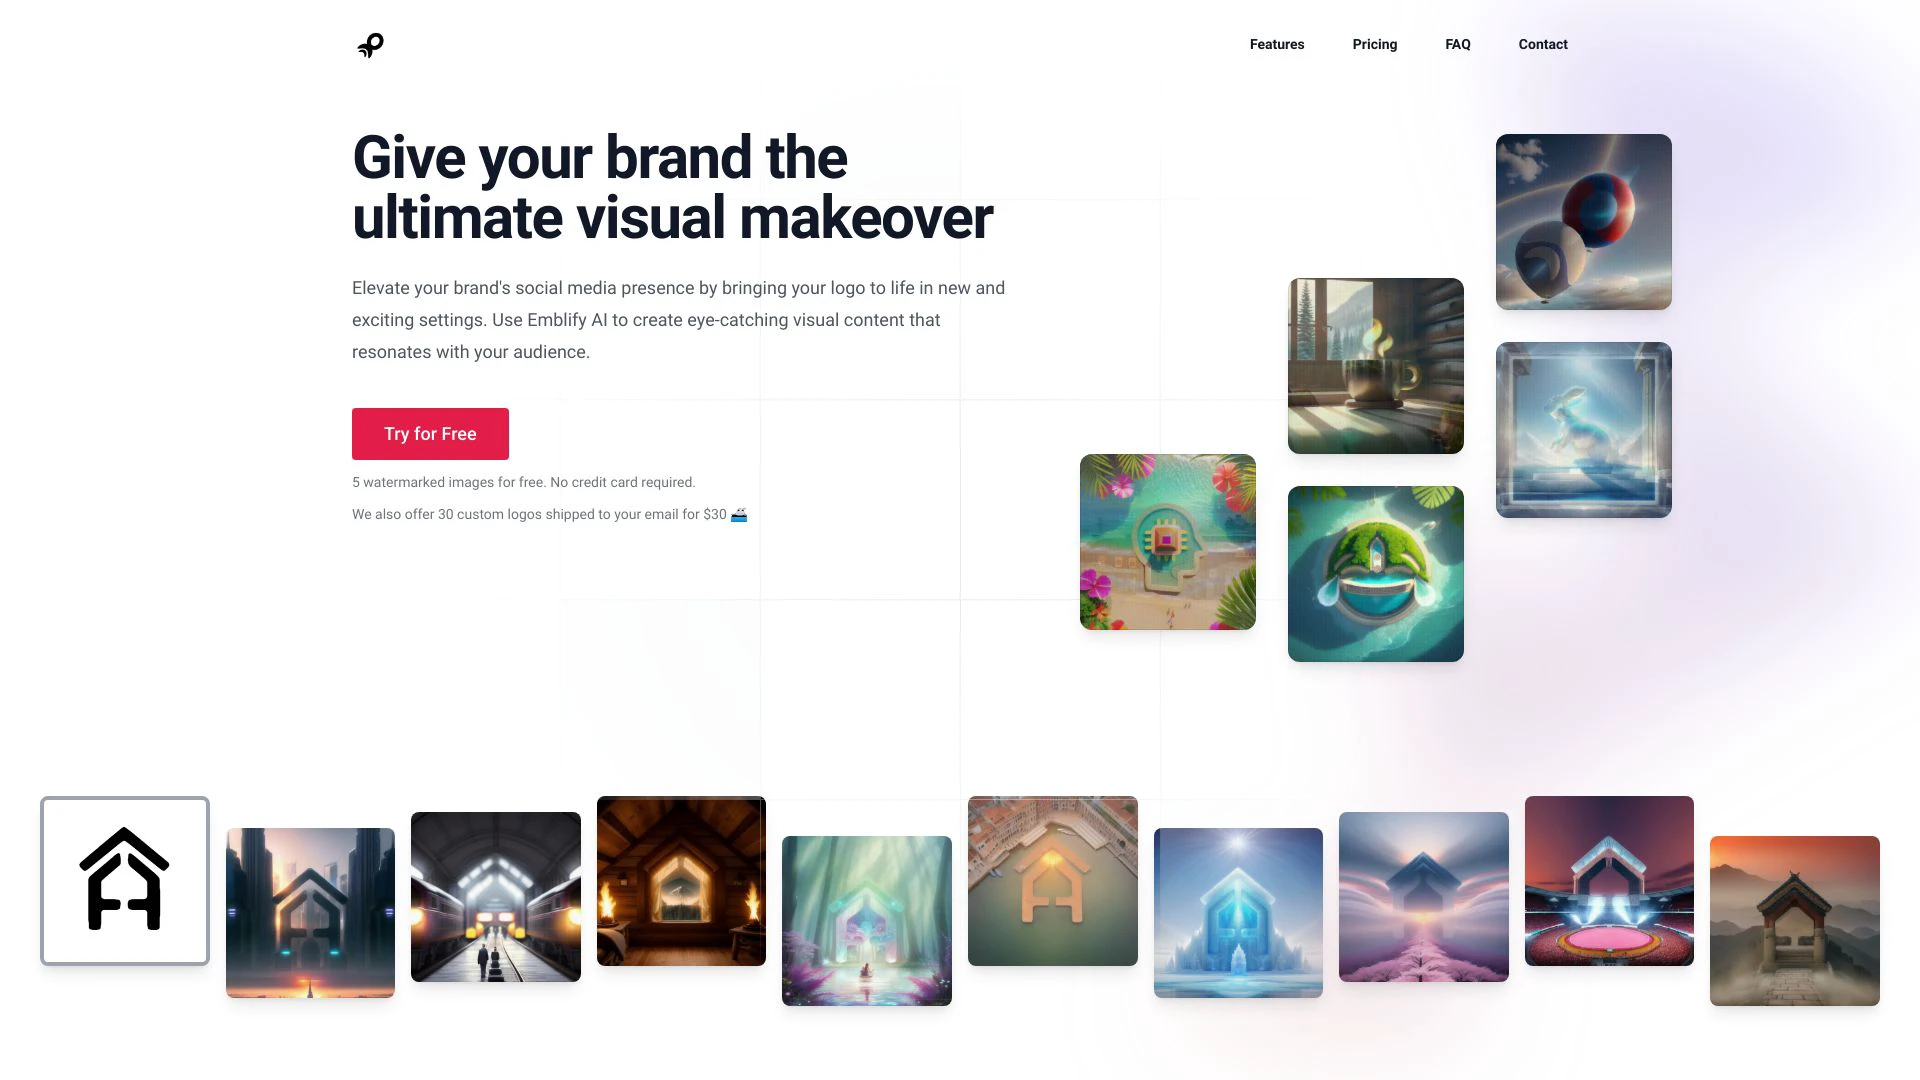 Features
Pricing
FAQ
Contact
Give your brand the
ultimate visual makeover
Elevate your brand's social media presence by bringing your logo to life in new and
exciting settings. Use Emblify AI to create eye-catching visual content that
resonates with your audience.
Try for Free
5 watermarked images for free. No credit card required.
We also offer 30 custom logos shipped to your email for $30 🛳️